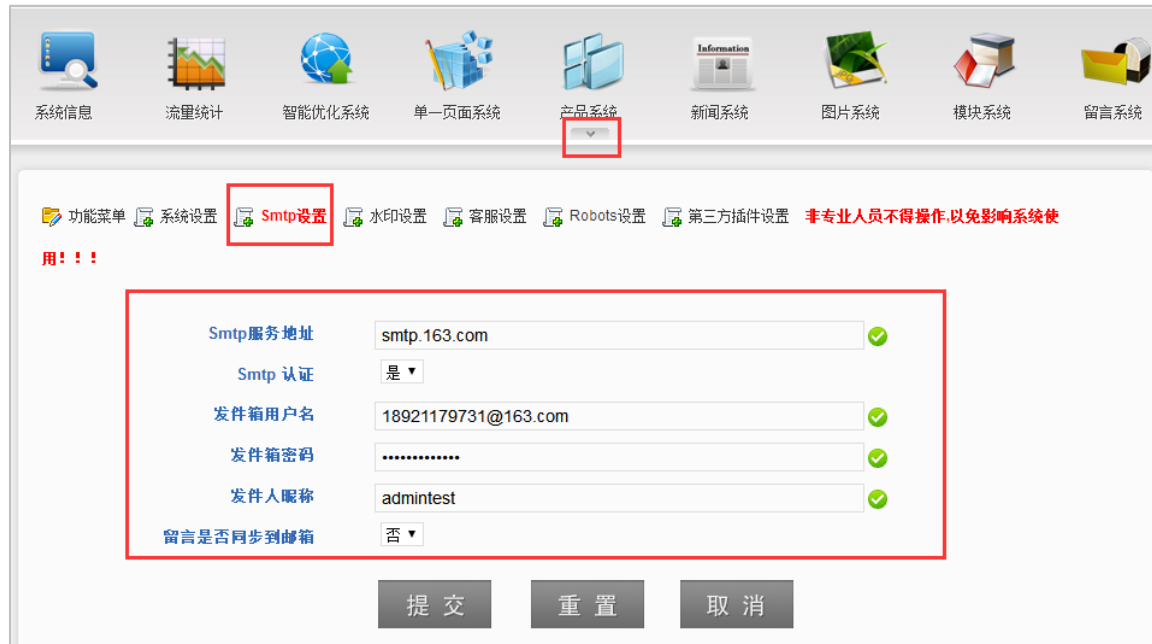 Information
系统信息 流量统计 智能优化系统 单一页面系统 产品系统 新闻系统 图片系统 模块系统 留言系统
功能菜单 系统设置 Smtp设置 水印设置 客服设置 Robots设置 第三方插件设置 非专业人员不得操作,以免影响系统使
用！！！
Smtp服务地址 smtp.163.com
Smtp 认证 是
发件箱用户名 18921179731@163.com
发件箱密码 •••••••••••••
发件人昵称 admintest
留言是否同步到邮箱 否
提 交 重 置 取 消